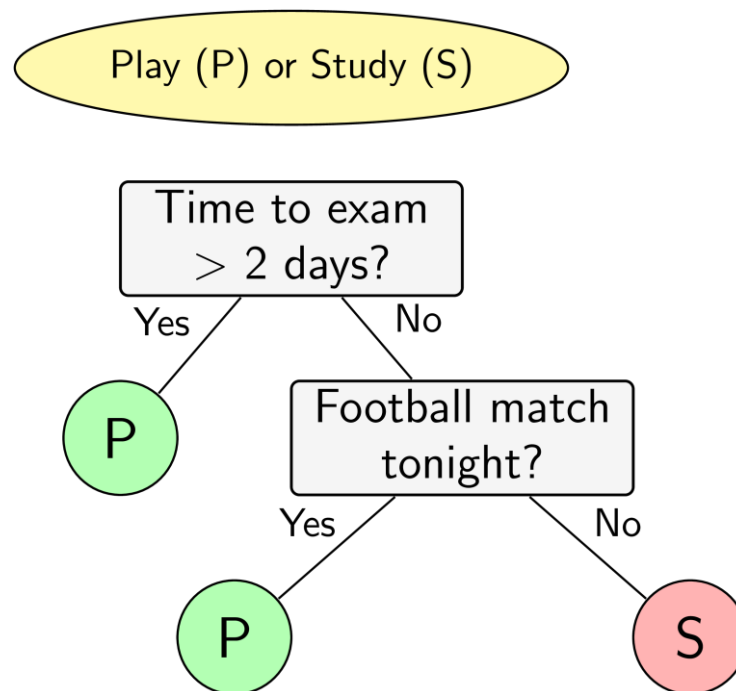 Play (P) or Study (S)
Time to exam
> 2 days?
Yes
No
P
Football match
tonight?
Yes
No
P
S